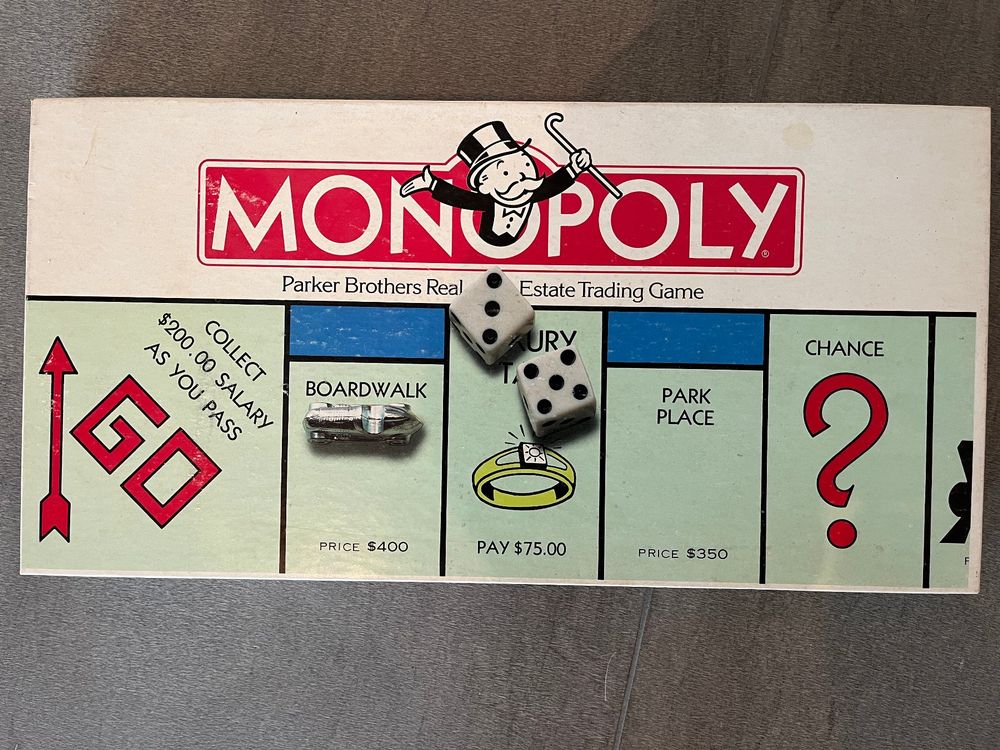 MONOPOLY®
Parker Brothers Real Estate Trading Game
COLLECT
$200.00 SALARY
AS YOU PASS
GO
BOARDWALK
PRICE $400
PAY $75.00
PARK
PLACE
PRICE $350
CHANCE
?